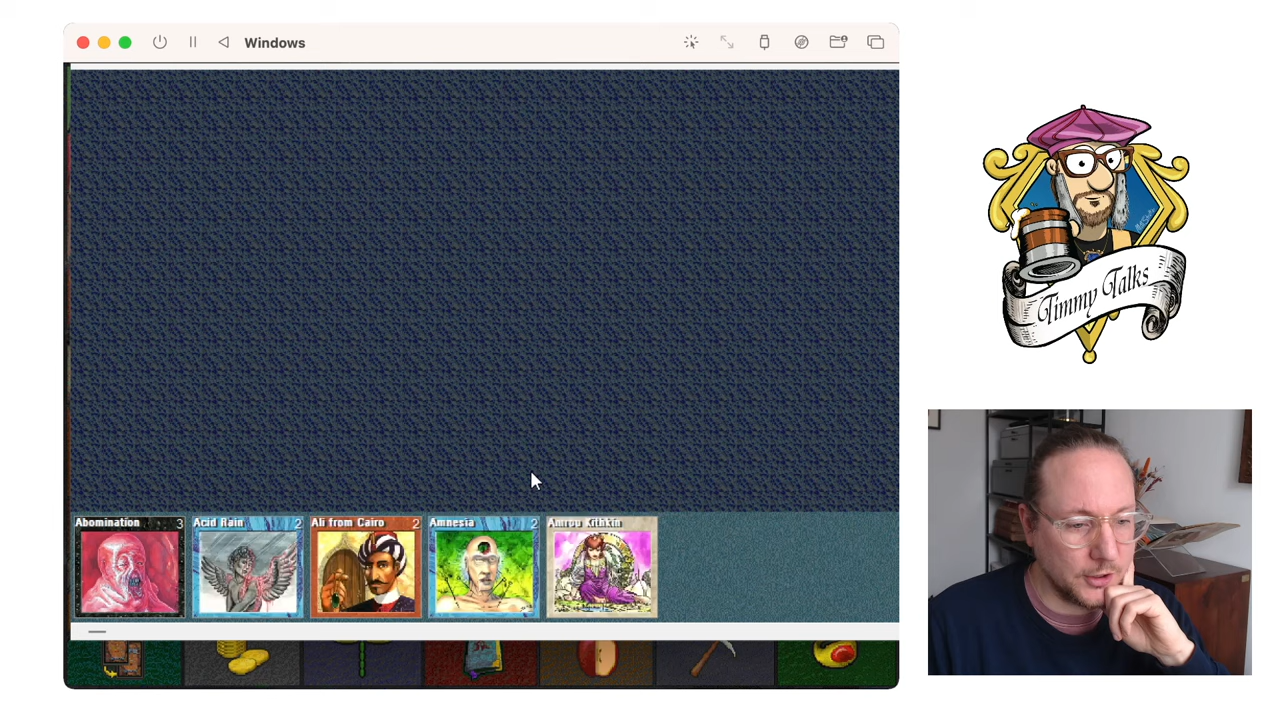 Windows
Timmy Talks
Abomination 3
Acid Rain 2
Ali from Cairo 2
Amnesia 2
Amrou Kithkin